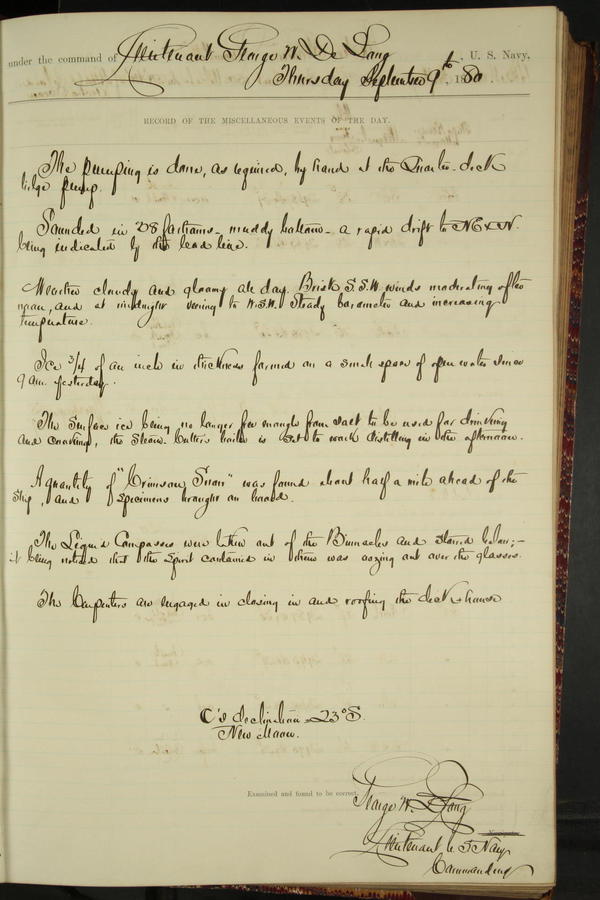 under the command of Lieutenant George W. De Long, U. S. Navy,
Thursday September 9th, 1880.
RECORD OF THE MISCELLANEOUS EVENTS OF THE DAY.
The pumping is done, as required, by hand at the Quarter-deck
bilge pump.
Sounded in 28 fathoms - muddy bottom - a rapid drift to
being indicated by the lead line.
Weather cloudy and gloomy all day. Brisk S.S.W. winds moderating after
noon, and at midnight veering to W.S.W. Steady barometer and increasing
temperature.
Ice 3/4 of an inch in thickness formed on a small space of open water since
9 am. yesterday.
The surface ice being no longer free enough from salt to be used for drinking
and cooking, the Steam Cutter's boiler is set to work distilling in the afternoon.
A quantity of "Crimson Snow" was found about half a mile ahead of the
Ship, and specimens brought on board.
The Liquid Compasses were taken out of the Binnacles and stored below; -
it being noticed that the Spirit contained in them was oozing out over the glasses.
The Carpenters are engaged in closing in and roofing the deck-house
declination 23° S.
New Moon.
Examined and found to be correct.
George W. De Long
Lieutenant U. S. Navy
Commanding